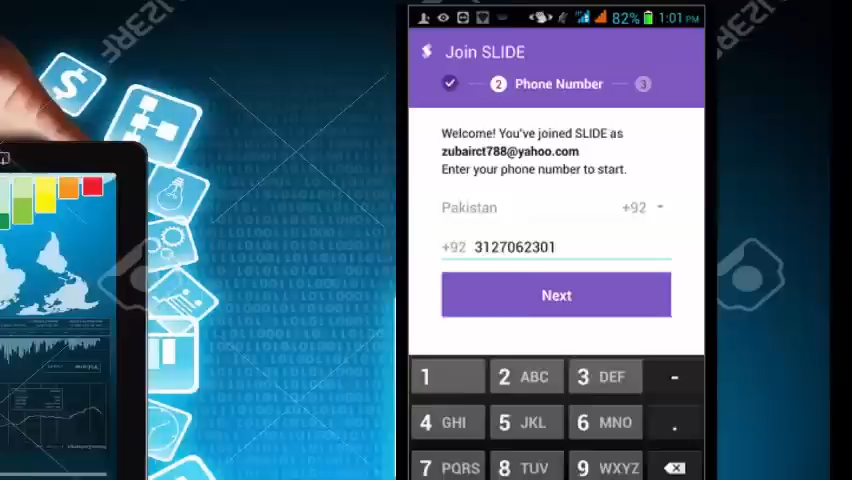 82% 1:01 PM
Join SLIDE
2 Phone Number 3
Welcome! You've joined SLIDE as
zubairct788@yahoo.com
Enter your phone number to start.
Pakistan +92
+92 3127062301
Next
1 2 ABC 3 DEF -
4 GHI 5 JKL 6 MNO .
7 PQRS 8 TUV 9 WXYZ
$
123RF